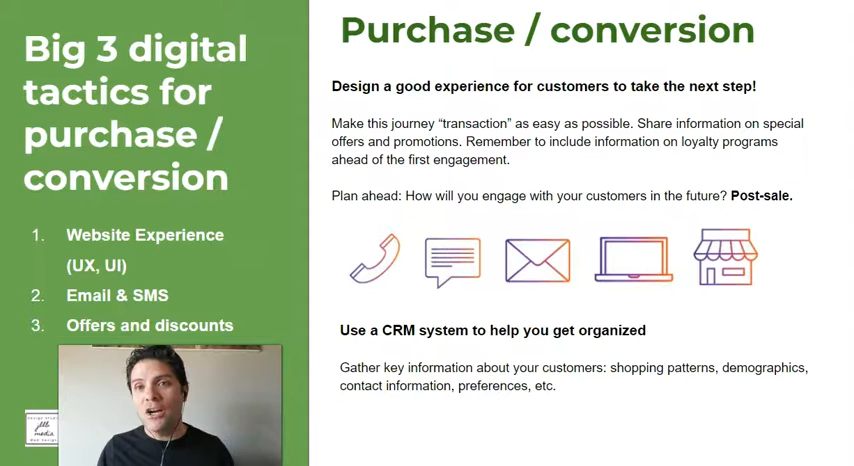 Big 3 digital
tactics for
purchase /
conversion
1. Website Experience
(UX, UI)
2. Email & SMS
3. Offers and discounts
jlll
media
Purchase / conversion
Design a good experience for customers to take the next step!
Make this journey “transaction” as easy as possible. Share information on special
offers and promotions. Remember to include information on loyalty programs
ahead of the first engagement.
Plan ahead: How will you engage with your customers in the future? Post-sale.
Use a CRM system to help you get organized
Gather key information about your customers: shopping patterns, demographics,
contact information, preferences, etc.